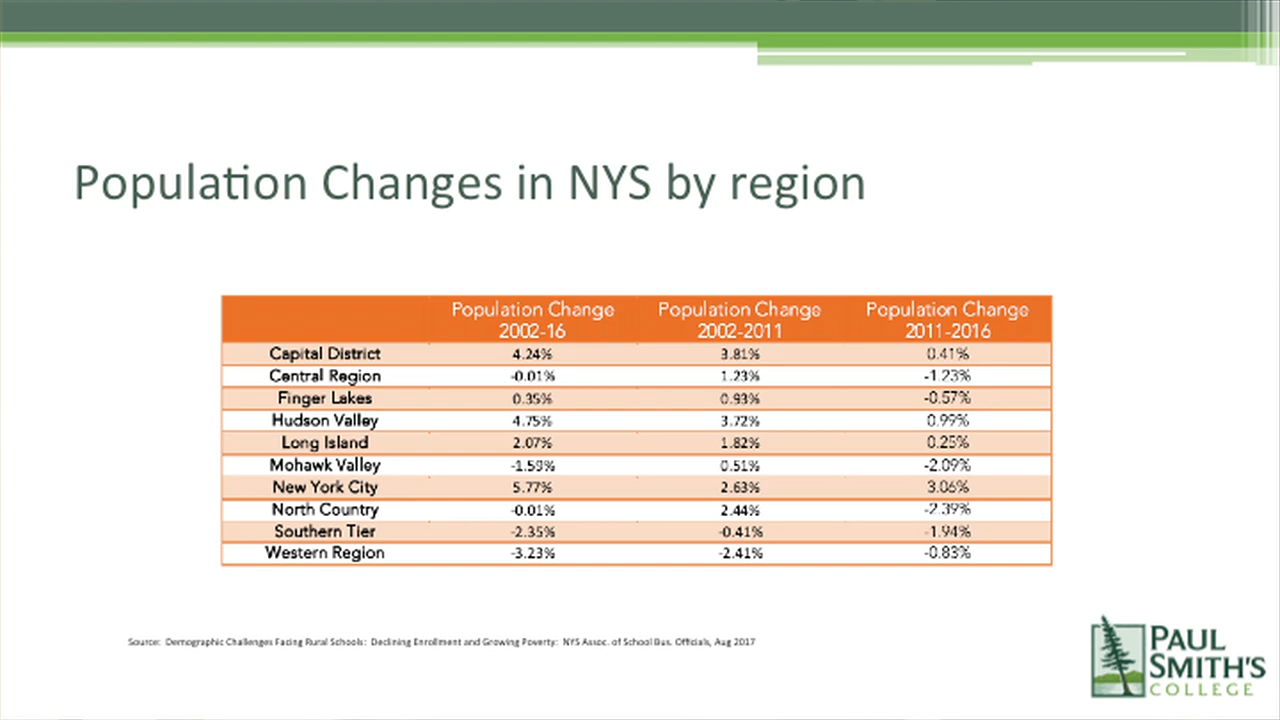 Population Changes in NYS by region
Population Change Population Change Population Change
2002-16 2002-2011 2011-2016
Capital District 4.24% 3.81% 0.41%
Central Region -0.01% 1.23% -1.23%
Finger Lakes 0.35% 0.93% -0.57%
Hudson Valley 4.75% 3.72% 0.99%
Long Island 2.07% 1.82% 0.25%
Mohawk Valley -1.59% 0.51% -2.09%
New York City 5.77% 2.63% 3.06%
North Country -0.01% 2.44% -2.39%
Southern Tier -2.35% -0.41% -1.94%
Western Region -3.23% -2.41% -0.83%
Source: Demographic Challenges Facing Rural Schools: Declining Enrollment and Growing Poverty: NYS Assoc. of School Bus. Officials, Aug 2017
PAUL
SMITH'S
COLLEGE